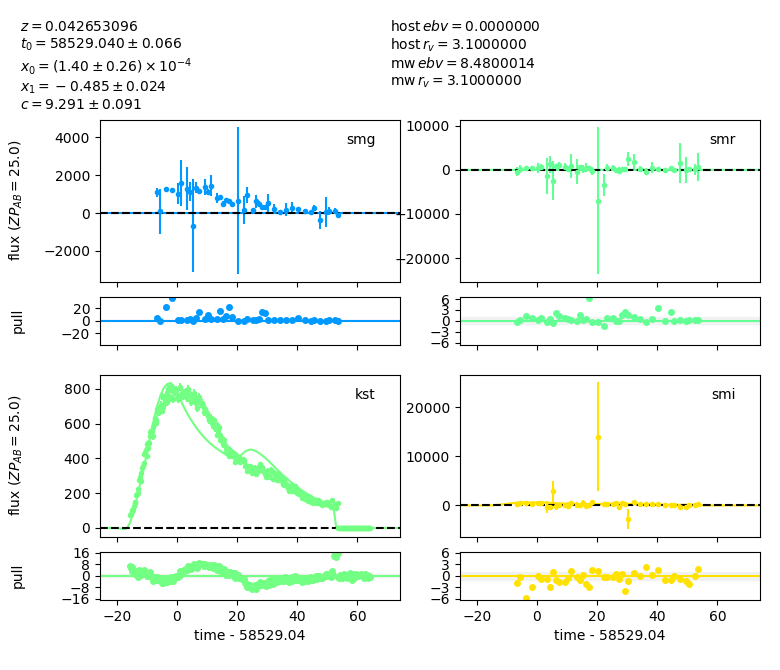 z = 0.042653096
t₀ = 58529.040 ± 0.066
x₀ = (1.40 ± 0.26) × 10⁻⁴
x₁ = −0.485 ± 0.024
c = 9.291 ± 0.091
host ebv = 0.0000000
host r_v = 3.1000000
mw ebv = 8.4800014
mw r_v = 3.1000000
flux (ZP_AB = 25.0)
4000
2000
0
−2000
smg
10000
0
−10000
−20000
smr
pull
20
0
−20
6
3
0
−3
−6
flux (ZP_AB = 25.0)
800
600
400
200
0
kst
20000
10000
0
smi
pull
16
8
0
−8
−16
6
3
0
−3
−6
−20 0 20 40 60
−20 0 20 40 60
time - 58529.04
time - 58529.04